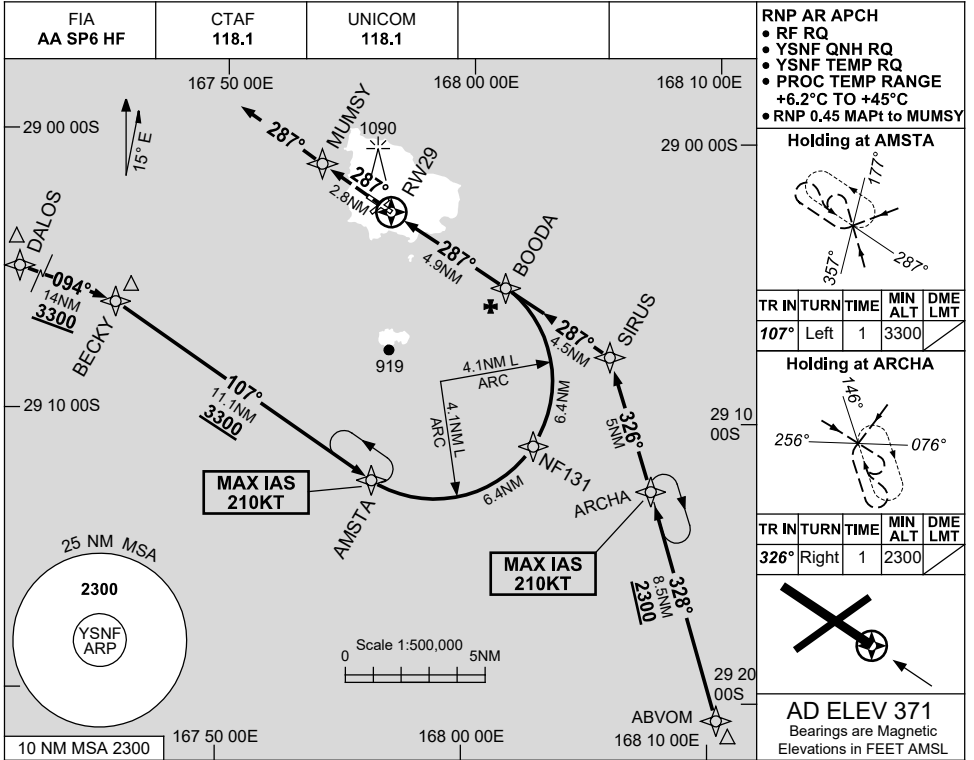 FIA
AA SP6 HF
CTAF
118.1
UNICOM
118.1
RNP AR APCH
• RF RQ
• YSNF QNH RQ
• YSNF TEMP RQ
• PROC TEMP RANGE
+6.2°C TO +45°C
• RNP 0.45 MAPt to MUMSY
167 50 00E
168 00 00E
168 10 00E
29 00 00S
29 00 00S
15° E
287°
MUMSY
1090
287°
2.8NM
RW29
287°
4.9NM
BOODA
287°
4.5NM
SIRUS
DALOS
094°
14NM
3300
BECKY
107°
11.1NM
3300
919
4.1NM L
ARC
4.1NM L
ARC
6.4NM
6.4NM
NF131
326°
5NM
29 10 00S
29 10
00S
MAX IAS
210KT
AMSTA
ARCHA
MAX IAS
210KT
328°
8.5NM
2300
25 NM MSA
2300
YSNF
ARP
Scale 1:500,000
0
5NM
29 20
00S
ABVOM
167 50 00E
168 00 00E
168 10 00E
10 NM MSA 2300
Holding at AMSTA
177°
357°
287°
TR IN TURN TIME MIN ALT DME LMT
107° Left 1 3300
Holding at ARCHA
146°
256°
076°
TR IN TURN TIME MIN ALT DME LMT
326° Right 1 2300
AD ELEV 371
Bearings are Magnetic
Elevations in FEET AMSL